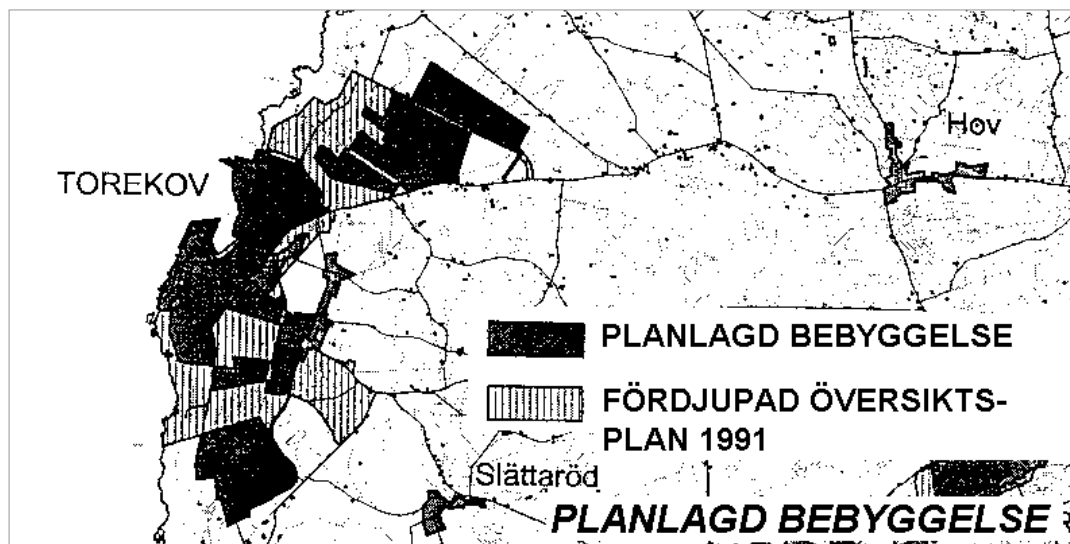 Hov
TOREKOV
PLANLAGD BEBYGGELSE
FÖRDJUPAD ÖVERSIKTS-
PLAN 1991
Slättaröd
PLANLAGD BEBYGGELSE